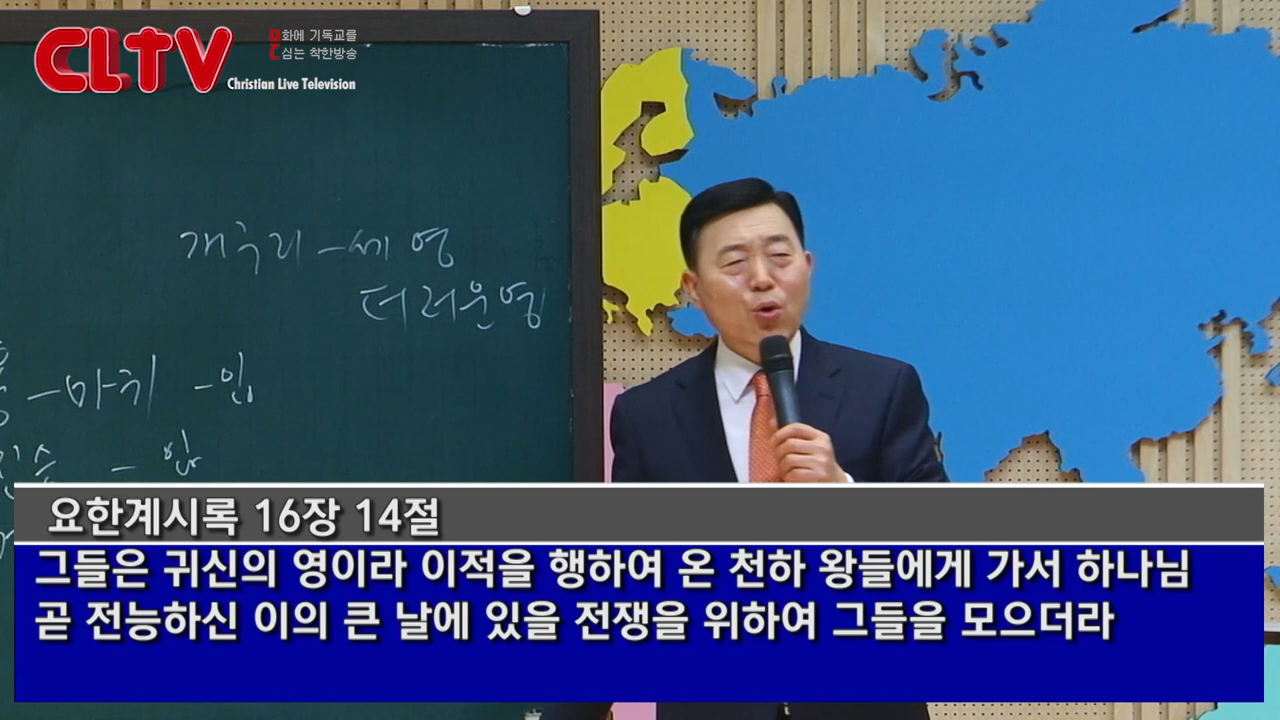 CLTV
문화에 기독교를
심는 착한방송
Christian Live Television
개구리 - 세 영
더러운 영
- 마치 - 입
- 입
요한계시록 16장 14절
그들은 귀신의 영이라 이적을 행하여 온 천하 왕들에게 가서 하나님
곧 전능하신 이의 큰 날에 있을 전쟁을 위하여 그들을 모으더라